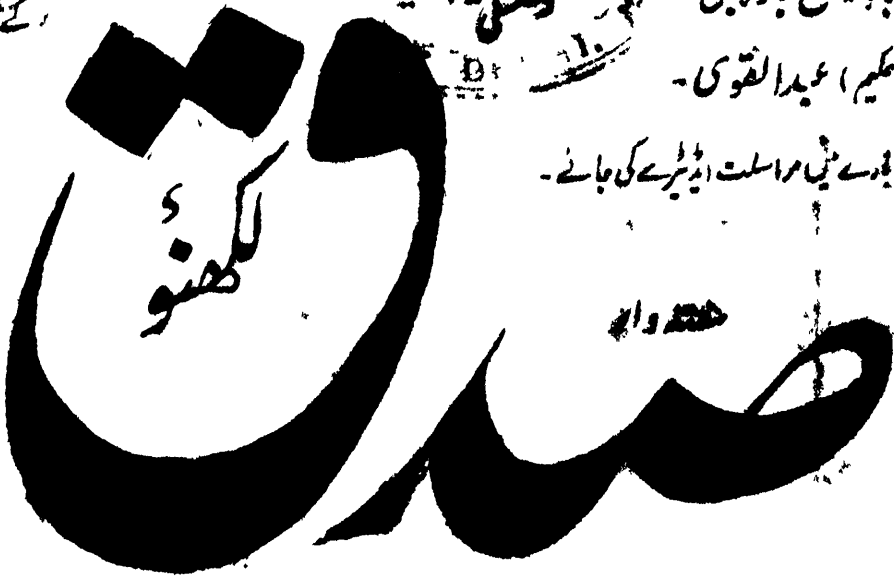 حکیم) عبدالقوی۔
بارے میں مراسلت ایڈیٹر سے کی جائے۔
ہفتہ وار
صدق
لکھنؤ